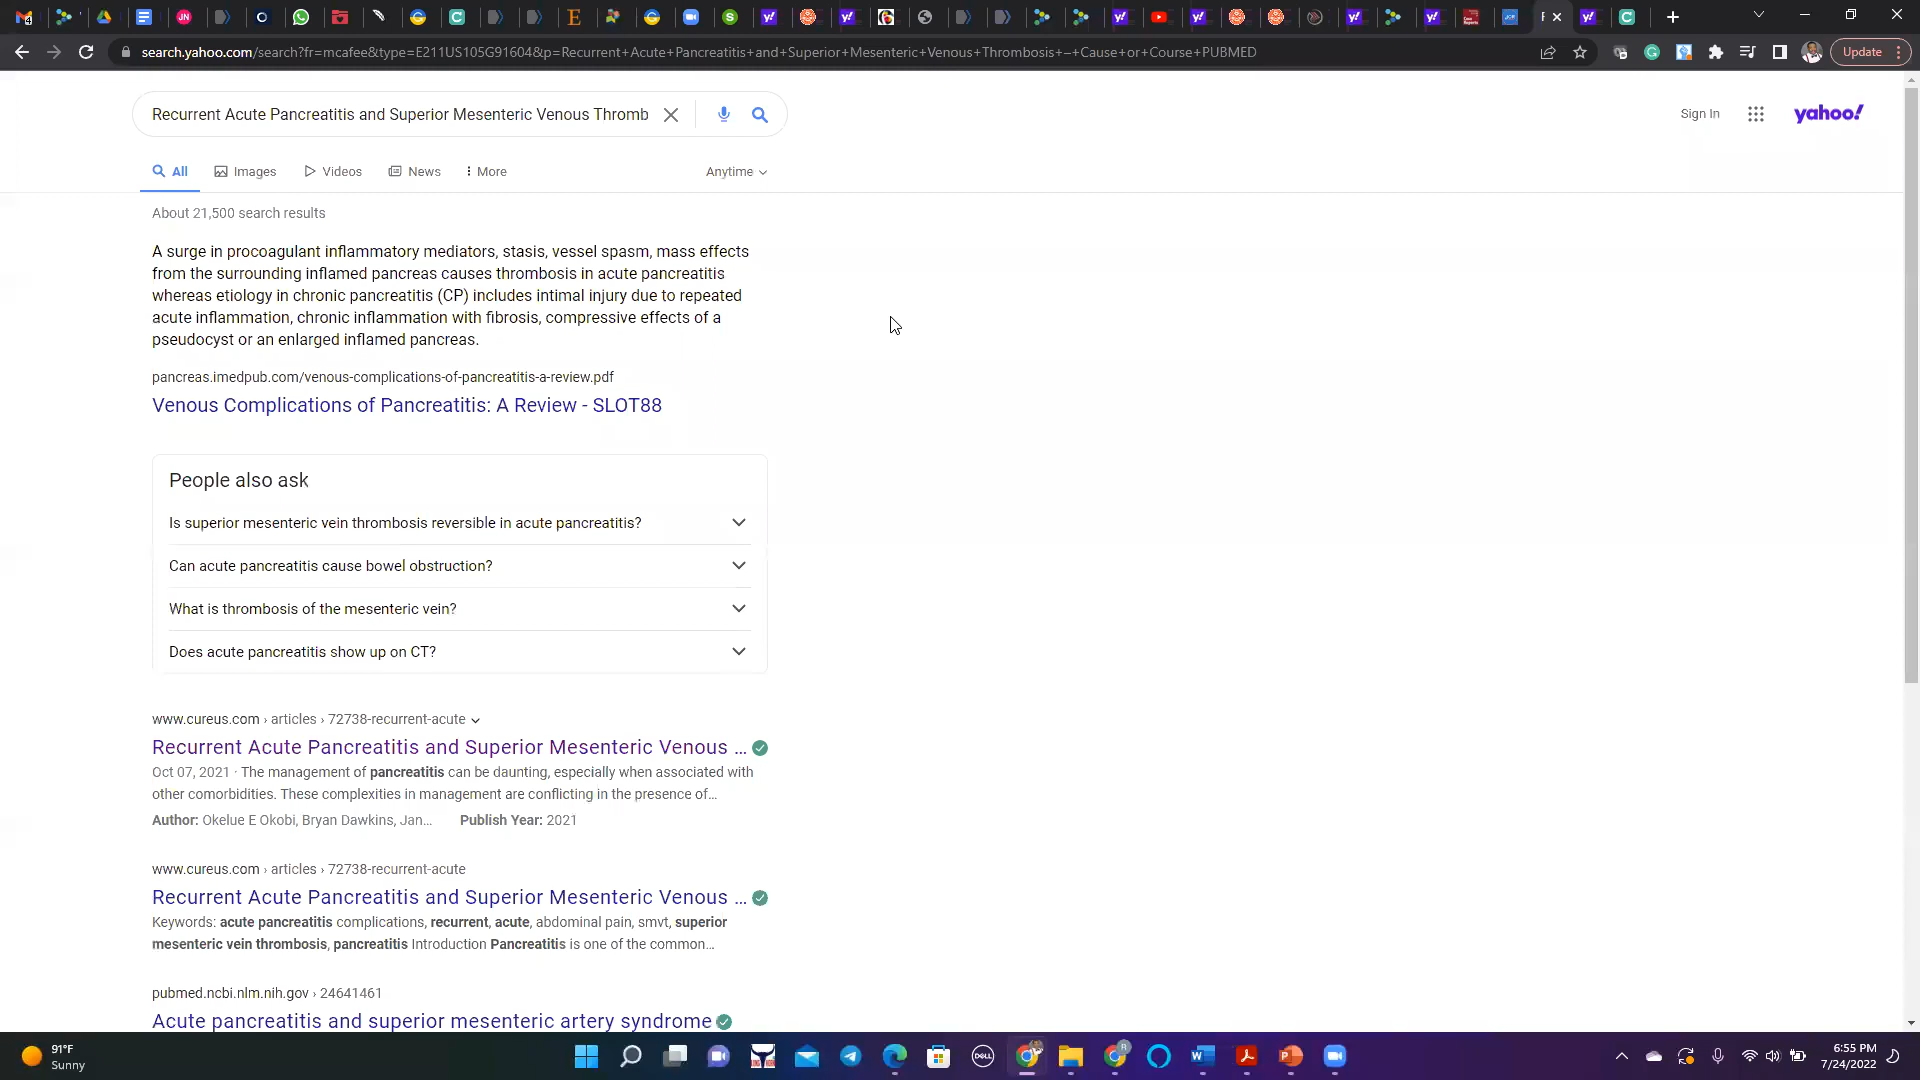 search.yahoo.com/search?fr=mcafee&type=E211US105G91604&p=Recurrent+Acute+Pancreatitis+and+Superior+Mesenteric+Venous+Thrombosis+–+Cause+or+Course+PUBMED
Update
Recurrent Acute Pancreatitis and Superior Mesenteric Venous Thromb
Sign In
yahoo!
All
Images
Videos
News
More
Anytime
About 21,500 search results
A surge in procoagulant inflammatory mediators, stasis, vessel spasm, mass effects
from the surrounding inflamed pancreas causes thrombosis in acute pancreatitis
whereas etiology in chronic pancreatitis (CP) includes intimal injury due to repeated
acute inflammation, chronic inflammation with fibrosis, compressive effects of a
pseudocyst or an enlarged inflamed pancreas.
pancreas.imedpub.com/venous-complications-of-pancreatitis-a-review.pdf
Venous Complications of Pancreatitis: A Review - SLOT88
People also ask
Is superior mesenteric vein thrombosis reversible in acute pancreatitis?
Can acute pancreatitis cause bowel obstruction?
What is thrombosis of the mesenteric vein?
Does acute pancreatitis show up on CT?
www.cureus.com › articles › 72738-recurrent-acute
Recurrent Acute Pancreatitis and Superior Mesenteric Venous ...
Oct 07, 2021 · The management of pancreatitis can be daunting, especially when associated with
other comorbidities. These complexities in management are conflicting in the presence of…
Author: Okelue E Okobi, Bryan Dawkins, Jan... Publish Year: 2021
www.cureus.com › articles › 72738-recurrent-acute
Recurrent Acute Pancreatitis and Superior Mesenteric Venous ...
Keywords: acute pancreatitis complications, recurrent, acute, abdominal pain, smvt, superior
mesenteric vein thrombosis, pancreatitis Introduction Pancreatitis is one of the common…
pubmed.ncbi.nlm.nih.gov › 24641461
Acute pancreatitis and superior mesenteric artery syndrome
91°F
Sunny
DELL
6:55 PM
7/24/2022